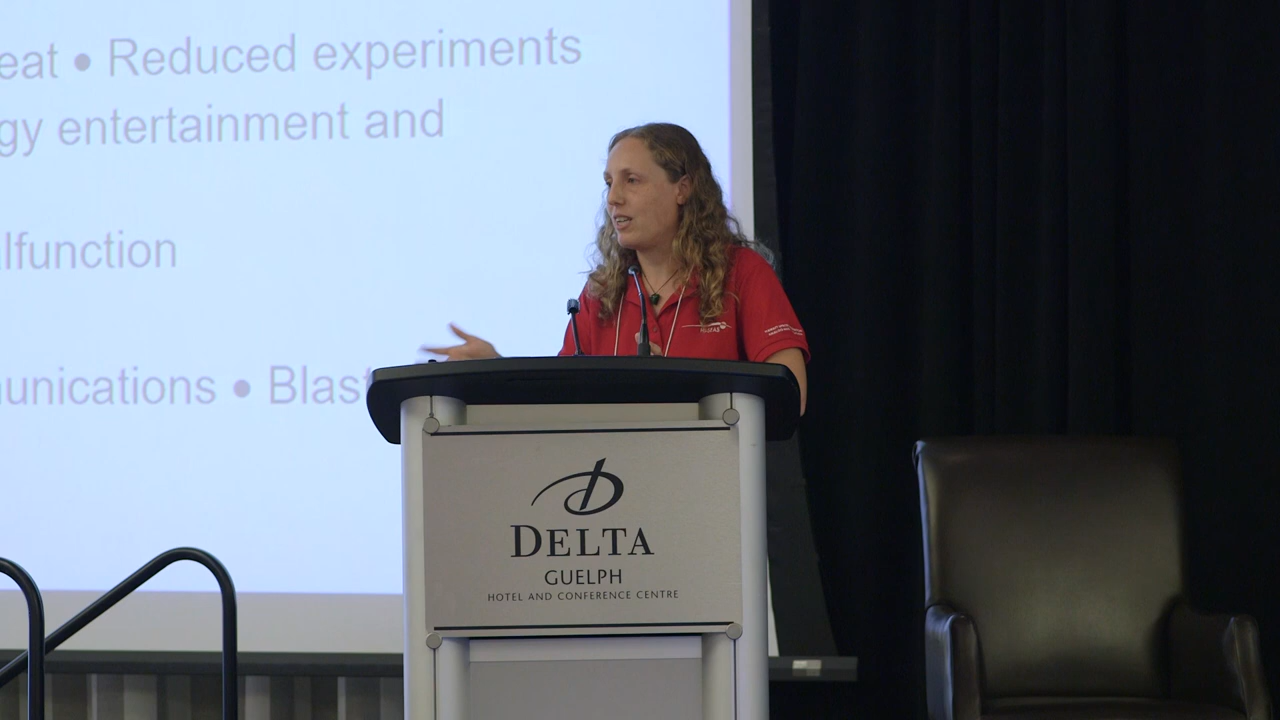 eat • Reduced experiments
gy entertainment and
lfunction
unications • Blast
DELTA
GUELPH
HOTEL AND CONFERENCE CENTRE